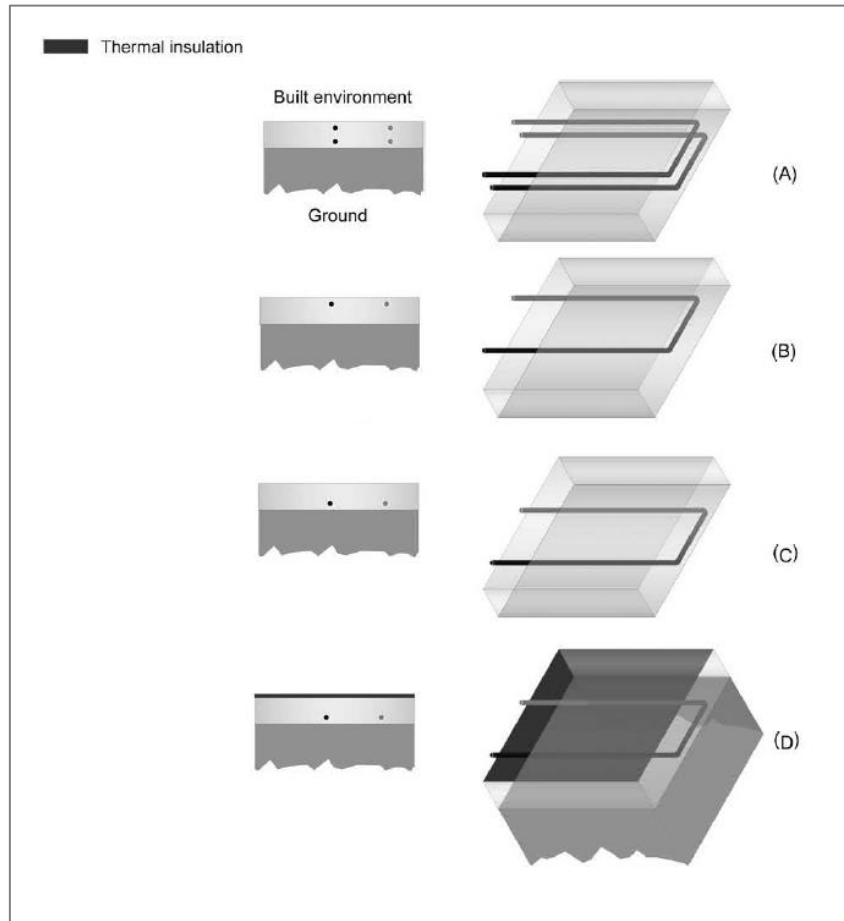 Thermal insulation
Built environment
(A)
Ground
(B)
(C)
(D)